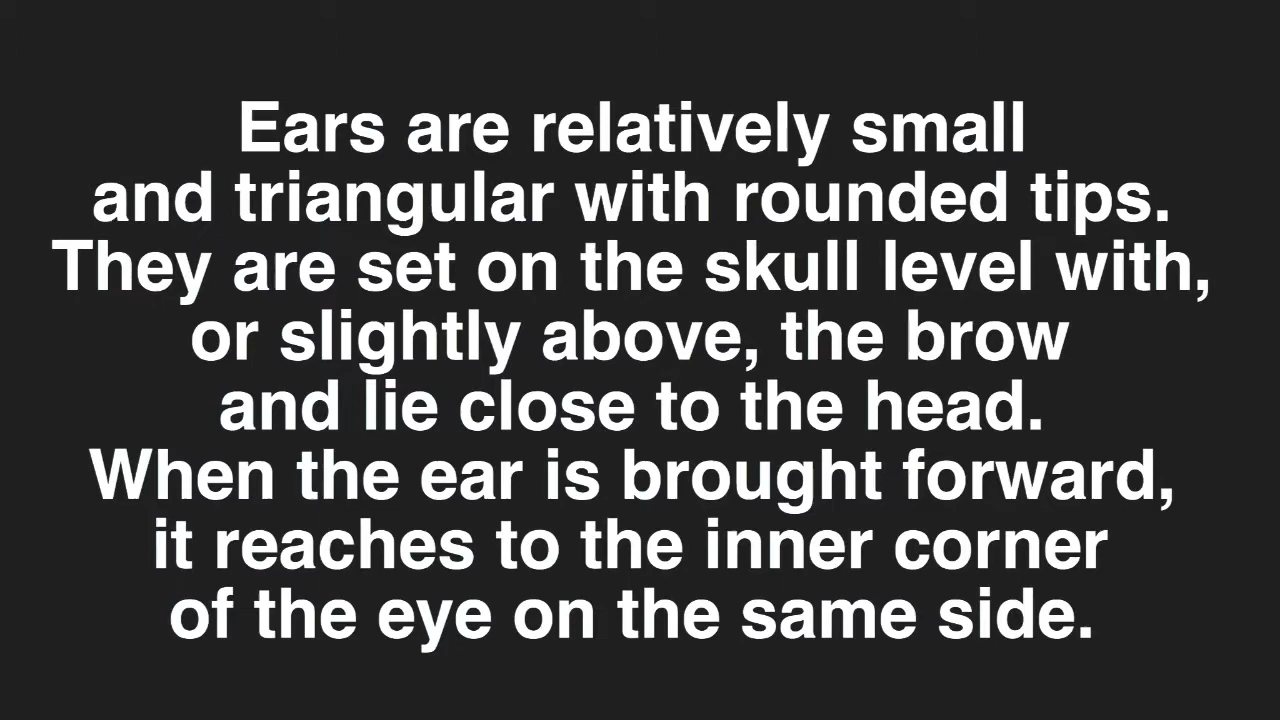 Ears are relatively small
and triangular with rounded tips.
They are set on the skull level with,
or slightly above, the brow
and lie close to the head.
When the ear is brought forward,
it reaches to the inner corner
of the eye on the same side.